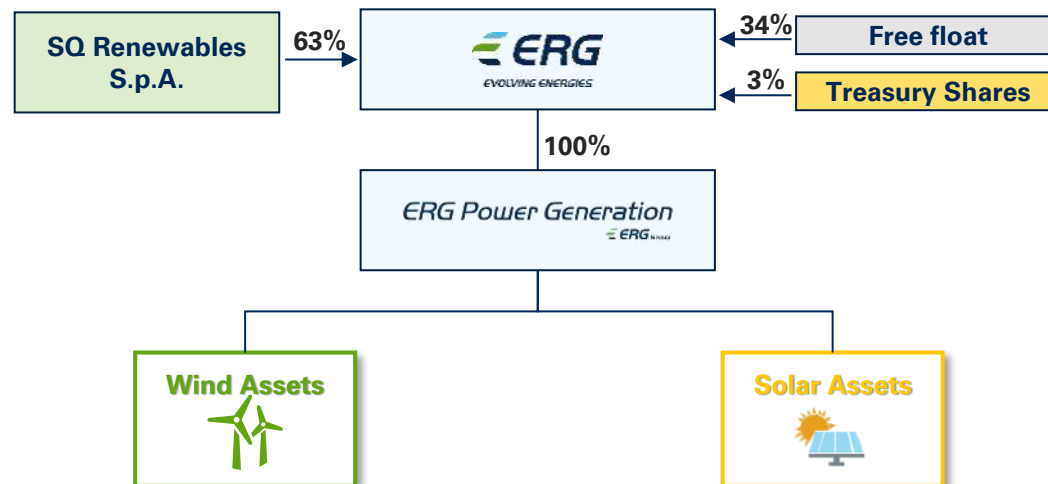 SQ Renewables
S.p.A.
63%
ERG
EVOLVING ENERGIES
34%
Free float
3%
Treasury Shares
100%
ERG Power Generation
ERG
Wind Assets
Solar Assets